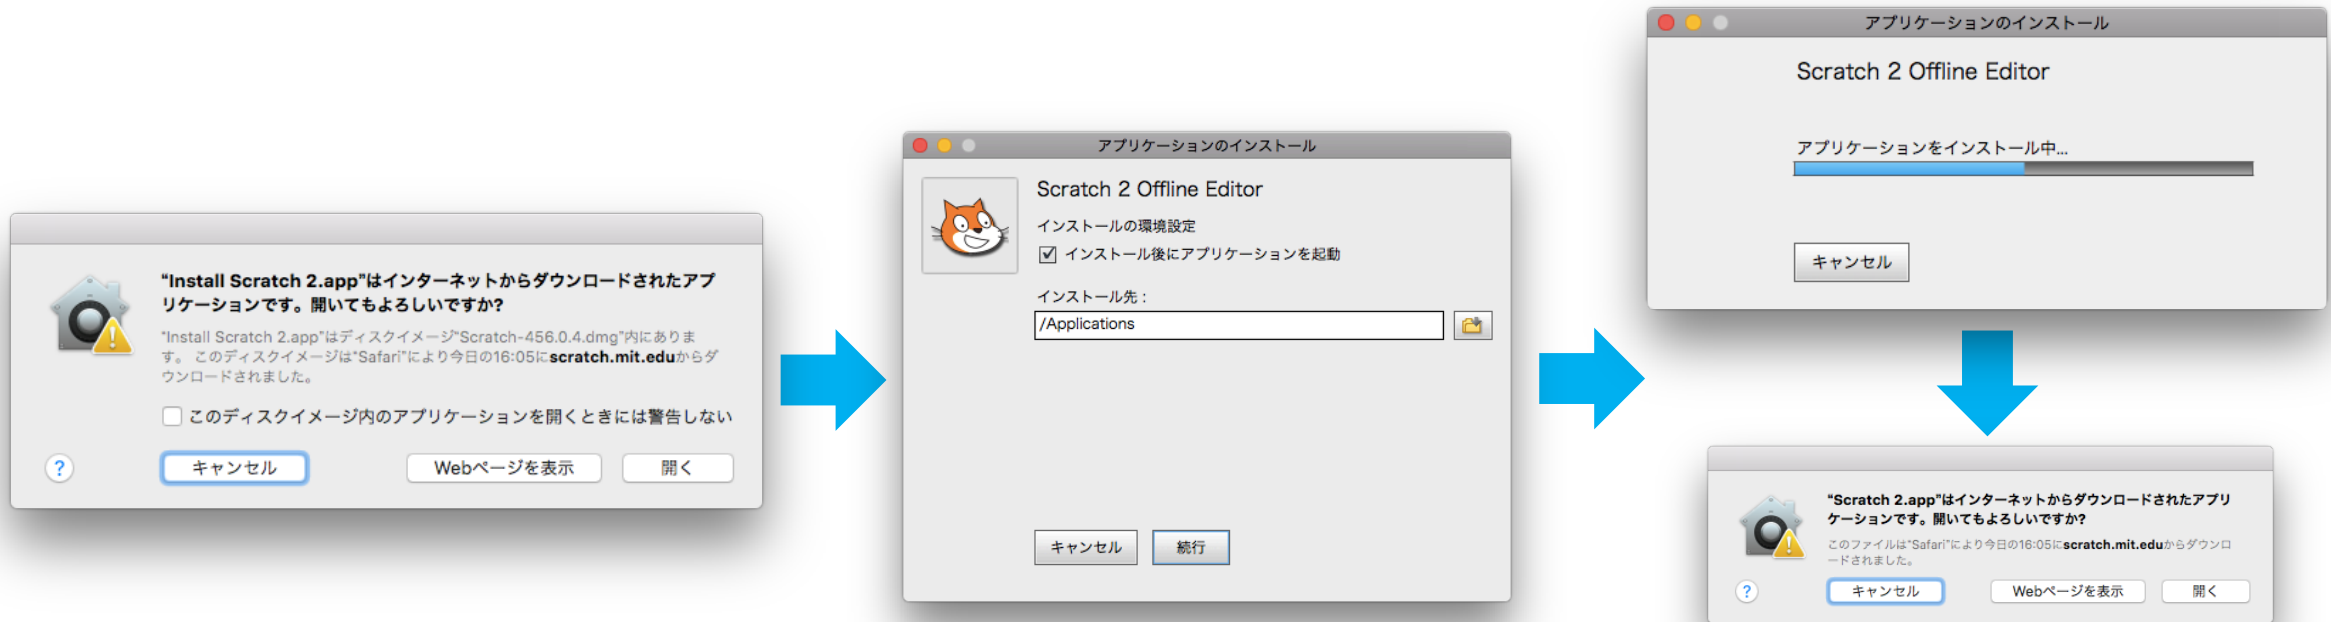 "Install Scratch 2.app"はインターネットからダウンロードされたアプ
リケーションです。開いてもよろしいですか?
"Install Scratch 2.app"はディスクイメージ"Scratch-456.0.4.dmg"内にありま
す。 このディスクイメージは"Safari"により今日の16:05にscratch.mit.eduからダ
ウンロードされました。
このディスクイメージ内のアプリケーションを開くときには警告しない
?
キャンセル
Webページを表示
開く
アプリケーションのインストール
Scratch 2 Offline Editor
インストールの環境設定
インストール後にアプリケーションを起動
インストール先 :
/Applications
キャンセル
続行
アプリケーションのインストール
Scratch 2 Offline Editor
アプリケーションをインストール中...
キャンセル
"Scratch 2.app"はインターネットからダウンロードされたアプリ
ケーションです。開いてもよろしいですか?
このファイルは"Safari"により今日の16:05にscratch.mit.eduからダウンロ
ードされました。
?
キャンセル
Webページを表示
開く